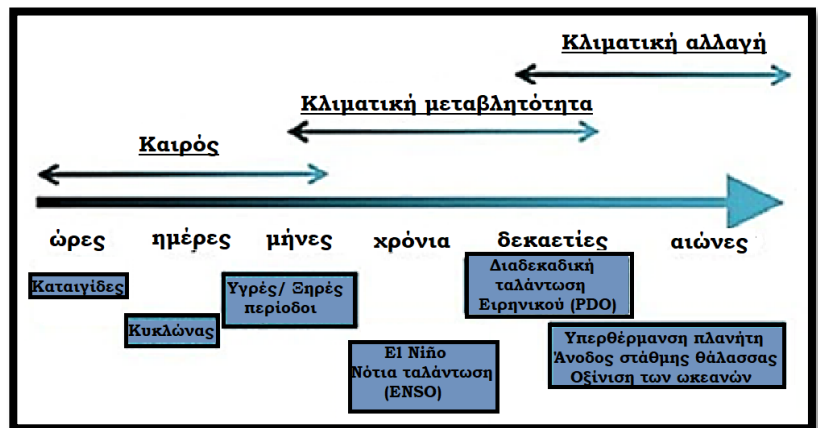 Κλιματική αλλαγή
Κλιματική μεταβλητότητα
Καιρός
ώρες ημέρες μήνες χρόνια δεκαετίες αιώνες
Καταιγίδες
Κυκλώνας
Υγρές/ Ξηρές
περίοδοι
El Niño
Νότια ταλάντωση
(ENSO)
Διαδεκαδική
ταλάντωση
Ειρηνικού (PDO)
Υπερθέρμανση πλανήτη
Άνοδος στάθμης θάλασσας
Οξίνιση των ωκεανών